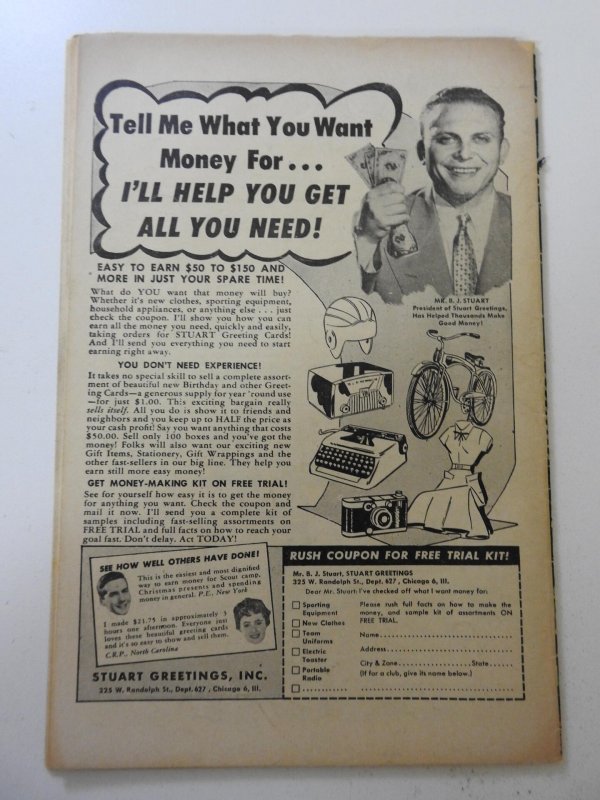 Tell Me What You Want
Money For...
I'LL HELP YOU GET
ALL YOU NEED!
MR. B. J. STUART
President of Stuart Greetings,
Has Helped Thousands Make
Good Money!
EASY TO EARN $50 TO $150 AND
MORE IN JUST YOUR SPARE TIME!
What do YOU want that money will buy?
Whether it's new clothes, sporting equipment,
household appliances, or anything else . . . just
check the coupon. I'll show you how you can
earn all the money you need, quickly and easily,
taking orders for STUART Greeting Cards!
And I'll send you everything you need to start
earning right away.
YOU DON'T NEED EXPERIENCE!
It takes no special skill to sell a complete assort-
ment of beautiful new Birthday and other Greet-
ing Cards—a generous supply for year 'round use
—for just $1.00. This exciting bargain really
sells itself. All you do is show it to friends and
neighbors and you keep up to HALF the price as
your cash profit! Say you want anything that costs
$50.00. Sell only 100 boxes and you've got the
money! Folks will also want our exciting new
Gift Items, Stationery, Gift Wrappings and the
other fast-sellers in our big line. They help you
earn still more easy money!
GET MONEY-MAKING KIT ON FREE TRIAL!
See for yourself how easy it is to get the money
for anything you want. Check the coupon and
mail it now. I'll send you a complete kit of
samples including fast-selling assortments on
FREE TRIAL and full facts on how to reach your
goal fast. Don't delay. Act TODAY!
SEE HOW WELL OTHERS HAVE DONE!
This is the easiest and most dignified
way to earn money for Scout camp,
Christmas presents and spending
money in general. P.E., New York
I made $21.75 in approximately 5
hours one afternoon. Everyone just
loves these beautiful greeting cards
and it's so easy to show and sell them.
C.R.P., North Carolina
STUART GREETINGS, INC.
325 W. Randolph St., Dept. 627, Chicago 6, Ill.
RUSH COUPON FOR FREE TRIAL KIT!
Mr. B. J. Stuart, STUART GREETINGS
325 W. Randolph St., Dept. 627, Chicago 6, Ill.
Dear Mr. Stuart: I've checked off what I want money for:
Sporting
Equipment
New Clothes
Team
Uniforms
Electric
Toaster
Portable
Radio
Please rush full facts on how to make the
money, and sample kit of assortments ON
FREE TRIAL.
Name
Address
City & Zone State
(If for a club, give its name below.)